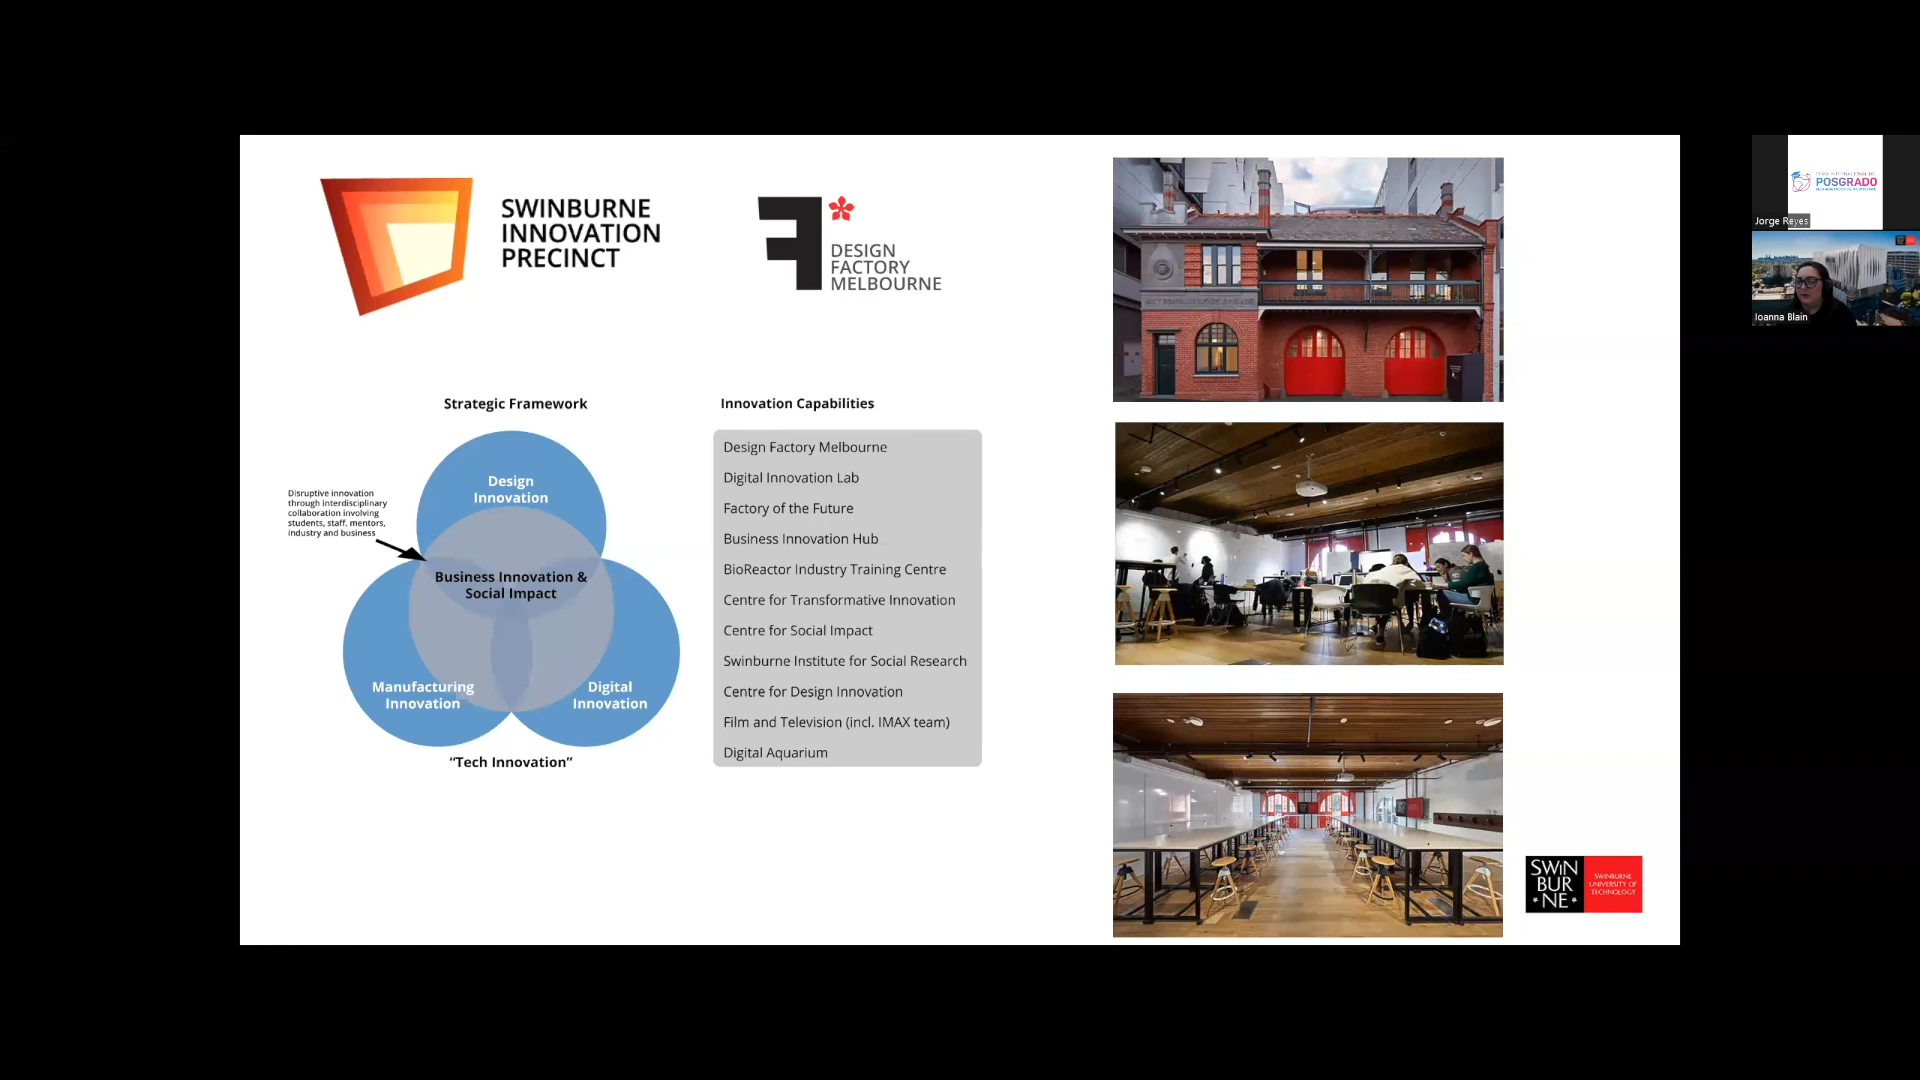 SWINBURNE
INNOVATION
PRECINCT
DESIGN
FACTORY
MELBOURNE
Strategic Framework
Design
Innovation
Disruptive innovation
through interdisciplinary
collaboration involving
students, staff, mentors,
industry and business
Business Innovation &
Social Impact
Manufacturing
Innovation
Digital
Innovation
“Tech Innovation”
Innovation Capabilities
Design Factory Melbourne
Digital Innovation Lab
Factory of the Future
Business Innovation Hub
BioReactor Industry Training Centre
Centre for Transformative Innovation
Centre for Social Impact
Swinburne Institute for Social Research
Centre for Design Innovation
Film and Television (incl. IMAX team)
Digital Aquarium
SWIN
BUR
NE
SWINBURNE
UNIVERSITY OF
TECHNOLOGY
POSGRADO
Jorge Reyes
Ioanna Blain